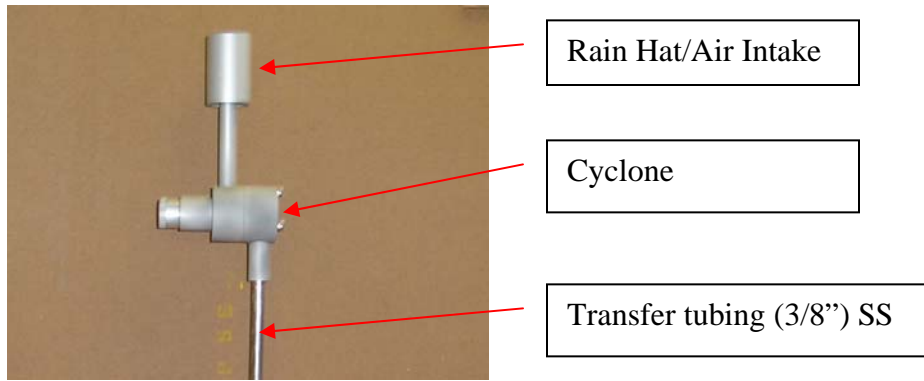 Rain Hat/Air Intake
Cyclone
Transfer tubing (3/8”) SS